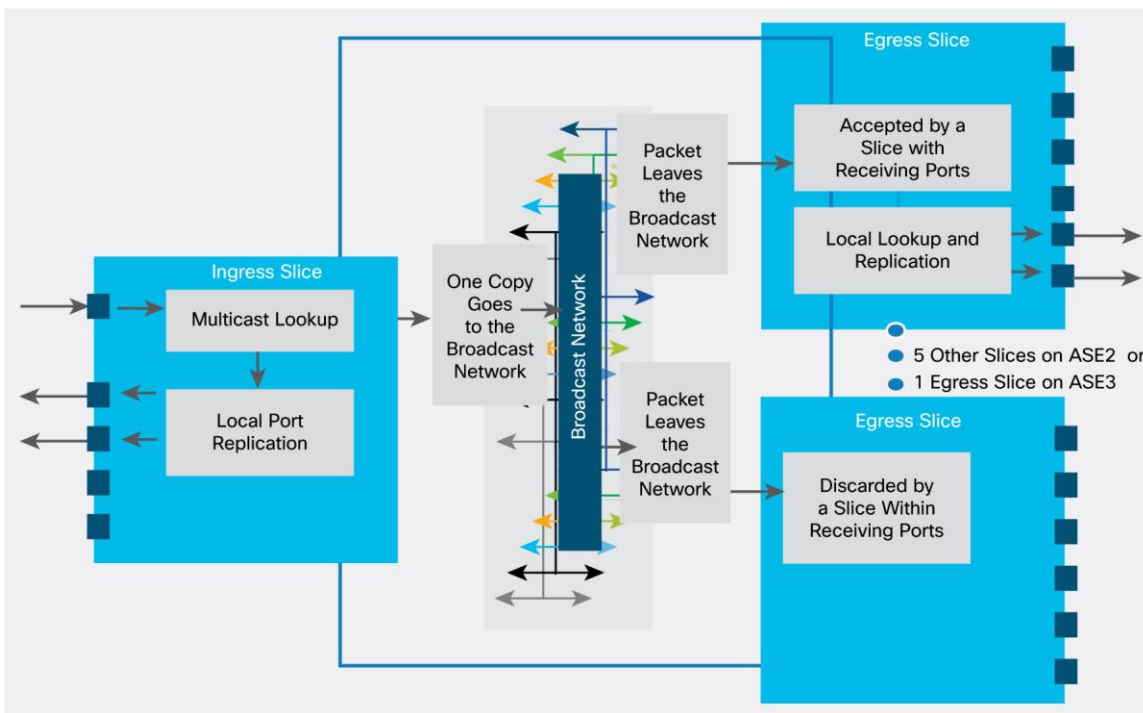 Ingress Slice
Multicast Lookup
Local Port
Replication
One Copy
Goes
to the
Broadcast
Network
Broadcast Network
Packet
Leaves
the
Broadcast
Network
Egress Slice
Accepted by a
Slice with
Receiving Ports
Local Lookup and
Replication
5 Other Slices on ASE2 or
1 Egress Slice on ASE3
Packet
Leaves
the
Broadcast
Network
Egress Slice
Discarded by
a Slice Within
Receiving Ports